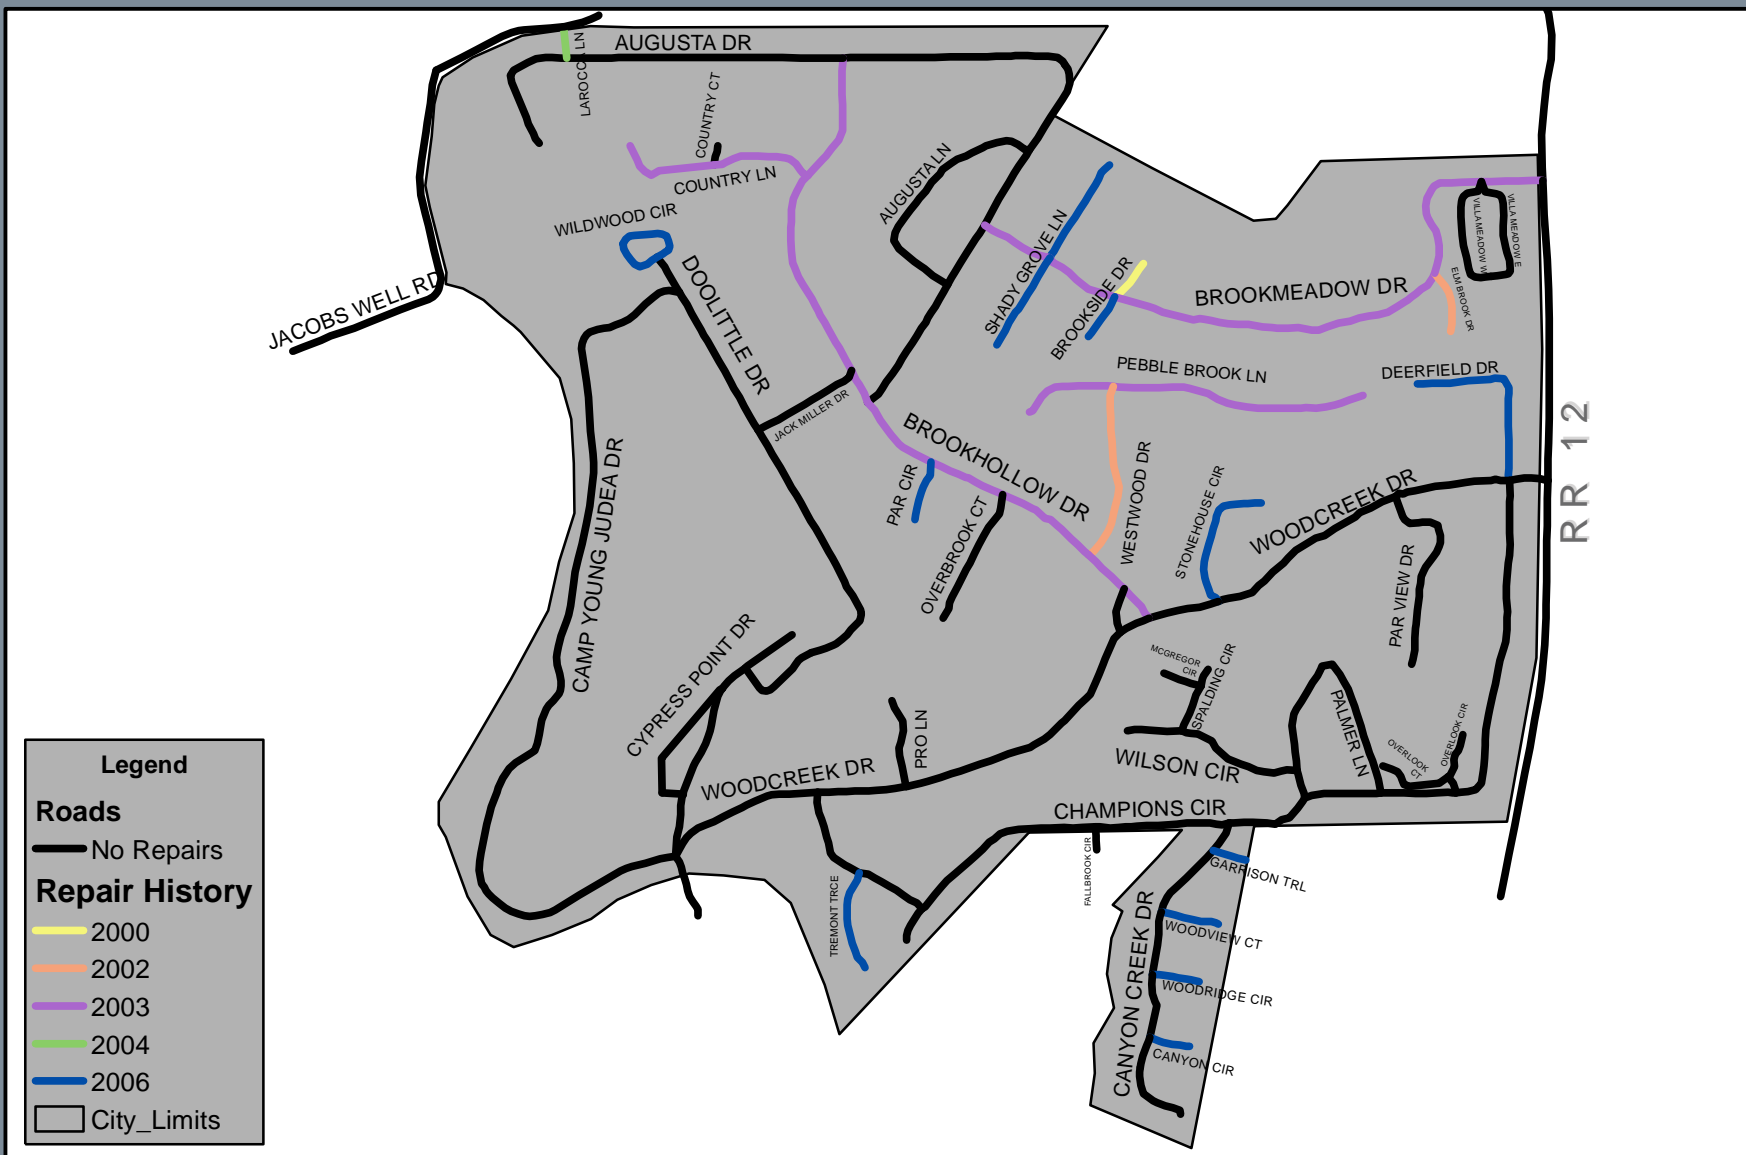 AUGUSTA DR
LAROCCA LN
COUNTRY CT
COUNTRY LN
AUGUSTA LN
WILDWOOD CIR
DOOLITTLE DR
JACOBS WELL RD
SHADY GROVE LN
BROOKSIDE DR
BROOKMEADOW DR
VILLA MEADOW W
VILLA MEADOW E
ELM BROOK DR
PEBBLE BROOK LN
DEERFIELD DR
RR 12
JACK MILLER DR
BROOKHOLLOW DR
CAMP YOUNG JUDEA DR
PAR CIR
OVERBROOK CT
WESTWOOD DR
STONEHOUSE CIR
WOODCREEK DR
PAR VIEW DR
CYPRESS POINT DR
MCGREGOR
CIR
SPALDING CIR
PALMER LN
OVERLOOK
CT
OVERLOOK CIR
PRO LN
WOODCREEK DR
WILSON CIR
CHAMPIONS CIR
FALLBROOK CIR
GARRISON TRL
TREMONT TRCE
CANYON CREEK DR
WOODVIEW CT
WOODRIDGE CIR
CANYON CIR
Legend
Roads
No Repairs
Repair History
2000
2002
2003
2004
2006
City_Limits